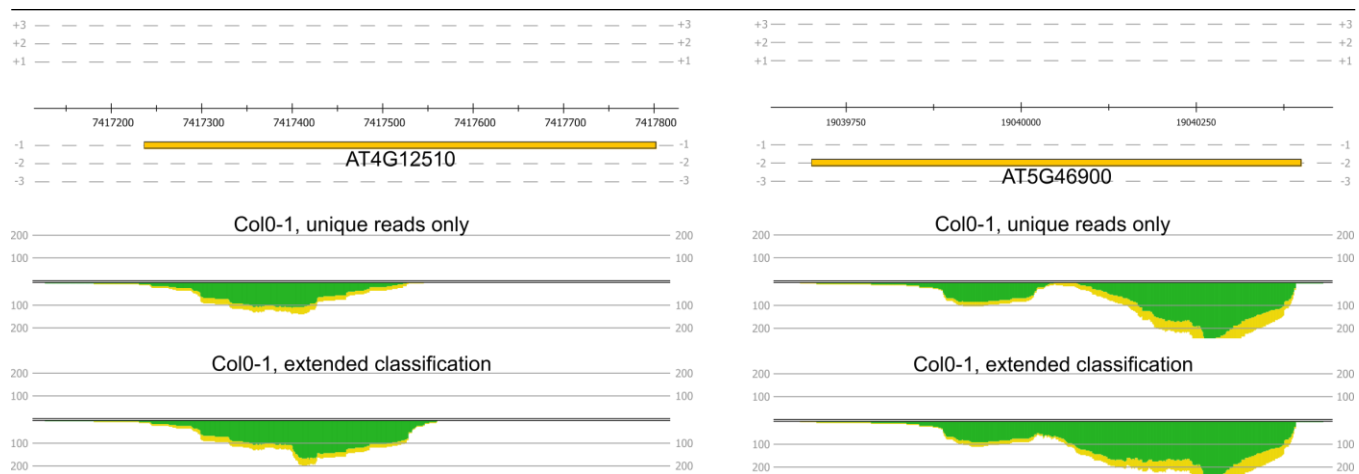 +3 +3 +3 +3
+2 +2 +2 +2
+1 +1 +1 +1
7417200 7417300 7417400 7417500 7417600 7417700 7417800 19039750 19040000 19040250
-1 -1 -1 -1
AT4G12510
-2 -2 -2 -2
AT5G46900
-3 -3 -3 -3
Col0-1, unique reads only Col0-1, unique reads only
200 200 200 200
100 100 100 100
100 100 100 100
200 200 200 200
Col0-1, extended classification Col0-1, extended classification
200 200 200 200
100 100 100 100
100 100 100 100
200 200 200 200